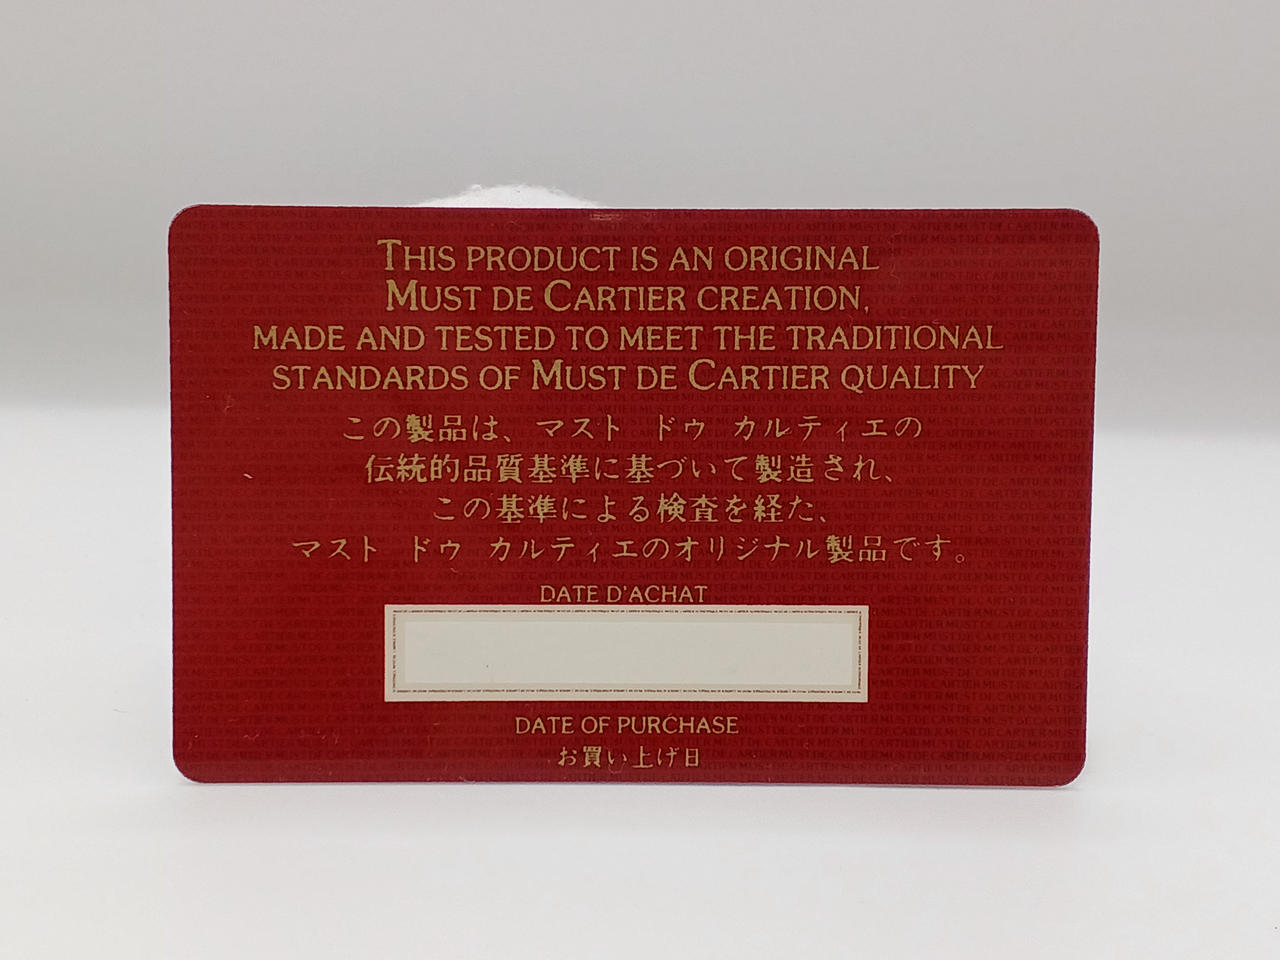 THIS PRODUCT IS AN ORIGINAL
MUST DE CARTIER CREATION,
MADE AND TESTED TO MEET THE TRADITIONAL
STANDARDS OF MUST DE CARTIER QUALITY
この製品は、マスト ドゥ カルティエの
伝統的品質基準に基づいて製造され、
この基準による検査を経た、
マスト ドゥ カルティエのオリジナル製品です。
DATE D'ACHAT
DATE OF PURCHASE
お買い上げ日